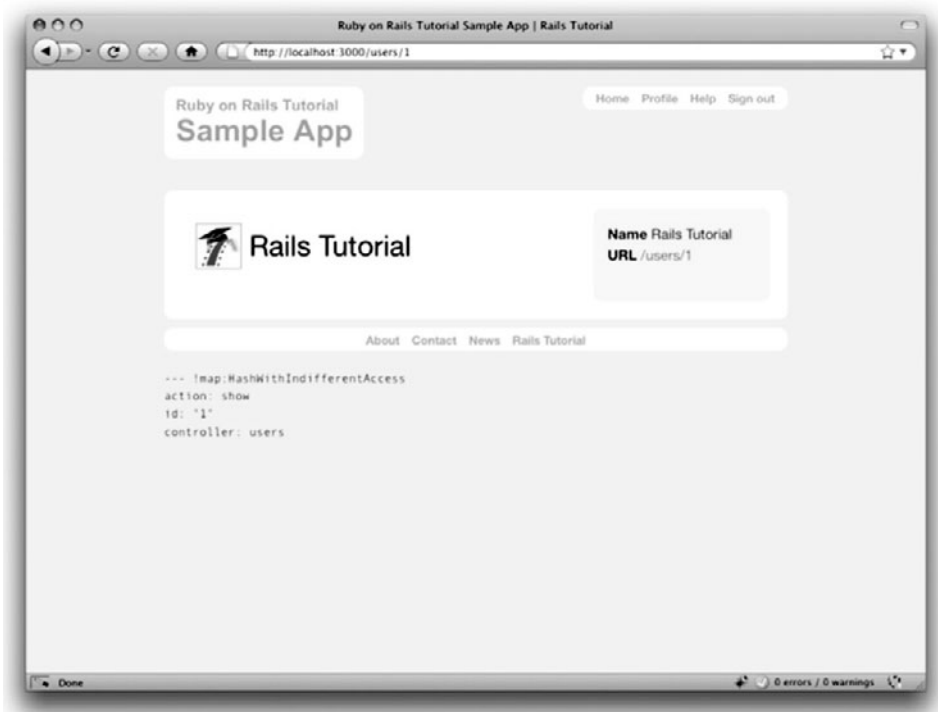 Ruby on Rails Tutorial Sample App | Rails Tutorial
http://localhost:3000/users/1
Ruby on Rails Tutorial
Sample App
Home Profile Help Sign out
Rails Tutorial
Name Rails Tutorial
URL /users/1
About Contact News Rails Tutorial
--- !map:HashWithIndifferentAccess
action: show
id: "1"
controller: users
Done
0 errors / 0 warnings